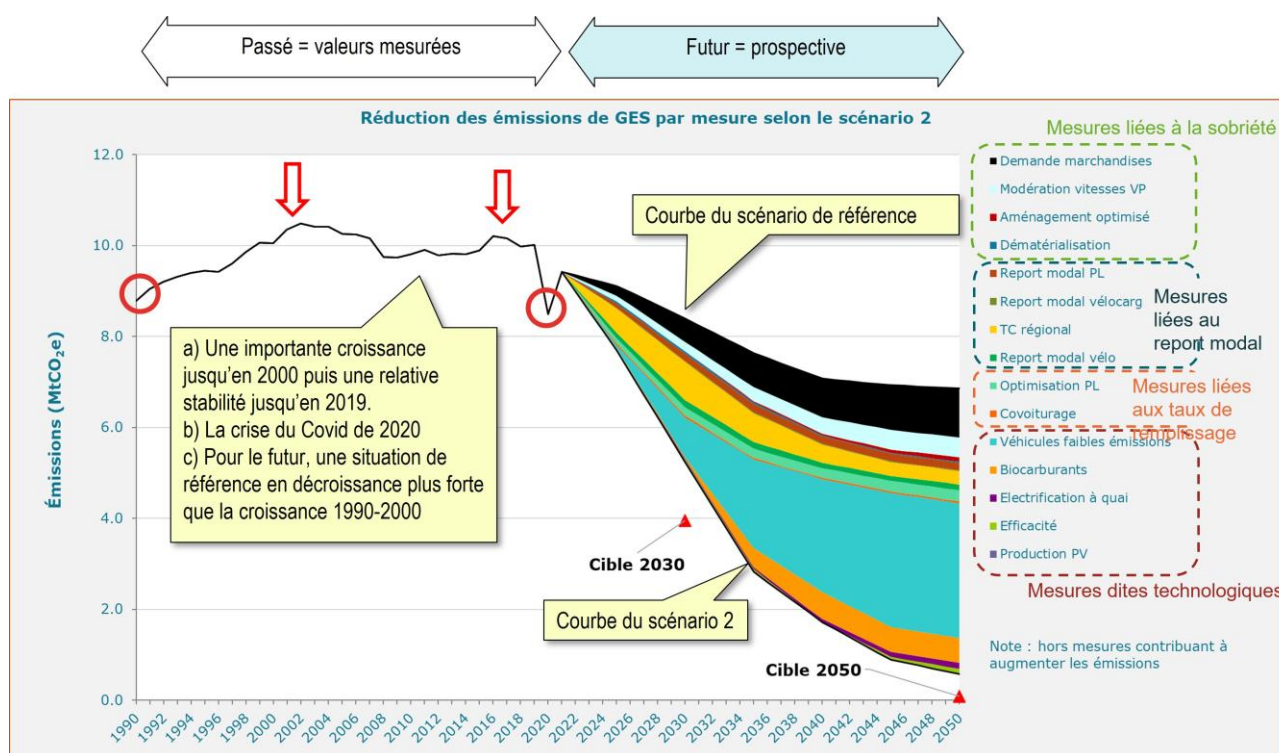 Passé = valeurs mesurées
Futur = prospective
Réduction des émissions de GES par mesure selon le scénario 2
Émissions (MtCO₂e)
12.0
10.0
8.0
6.0
4.0
2.0
0.0
1990
1992
1994
1996
1998
2000
2002
2004
2006
2008
2010
2012
2014
2016
2018
2020
2022
2024
2026
2028
2030
2032
2034
2036
2038
2040
2042
2044
2046
2048
2050
Courbe du scénario de référence
a) Une importante croissance
jusqu'en 2000 puis une relative
stabilité jusqu'en 2019.
b) La crise du Covid de 2020
c) Pour le futur, une situation de
référence en décroissance plus forte
que la croissance 1990-2000
Cible 2030
Courbe du scénario 2
Cible 2050
Mesures liées à la sobriété
Demande marchandises
Modération vitesses VP
Aménagement optimisé
Dématérialisation
Report modal PL
Report modal vélocarg
TC régional
Report modal vélo
Mesures
liées au
report modal
Optimisation PL
Covoiturage
Mesures liées
aux taux de
remplissage
Véhicules faibles émissions
Biocarburants
Electrification à quai
Efficacité
Production PV
Mesures dites technologiques
Note : hors mesures contribuant à
augmenter les émissions